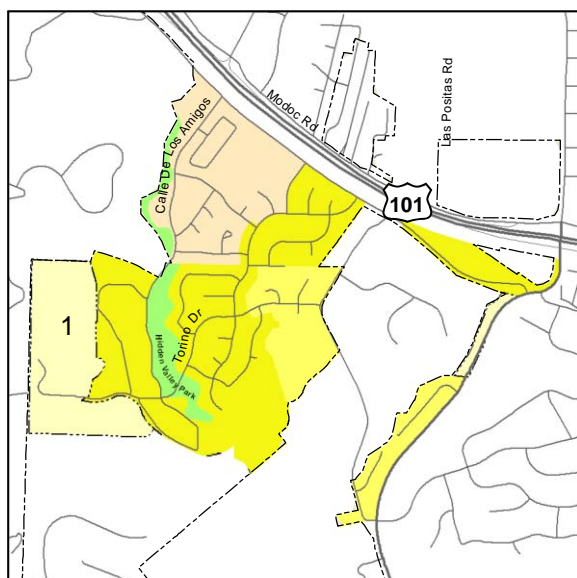 Modoc Rd
Las Positas Rd
Calle De Los Amigos
101
1
Torino Dr
Hidden Valley Park